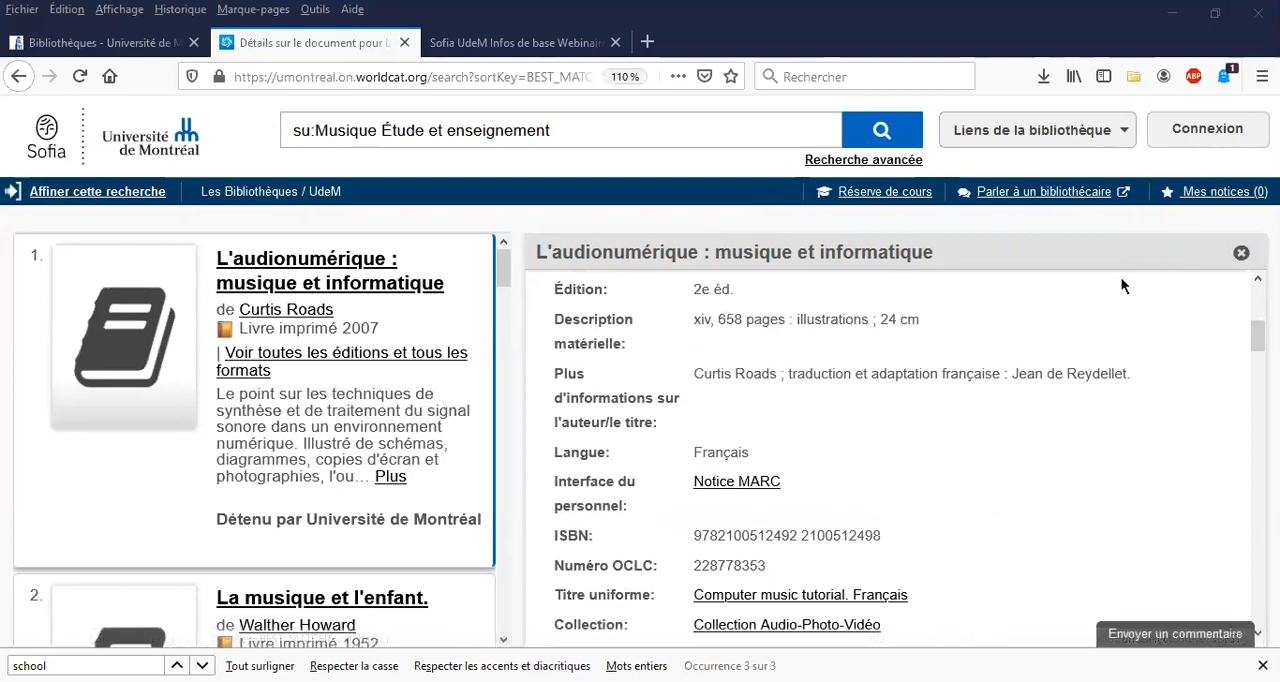 Fichier Édition Affichage Historique Marque-pages Outils Aide
Bibliothèques - Université de M
Détails sur le document pour L
Sofia UdeM Infos de base Webinair
https://umontreal.on.worldcat.org/search?sortKey=BEST_MATC
110 %
Rechercher
ABP
1
Sofia
Université
de Montréal
su:Musique Étude et enseignement
Liens de la bibliothèque
Connexion
Recherche avancée
Affiner cette recherche
Les Bibliothèques / UdeM
Réserve de cours
Parler à un bibliothécaire
Mes notices (0)
1.
L'audionumérique :
musique et informatique
de Curtis Roads
Livre imprimé 2007
| Voir toutes les éditions et tous les
formats
Le point sur les techniques de
synthèse et de traitement du signal
sonore dans un environnement
numérique. Illustré de schémas,
diagrammes, copies d'écran et
photographies, l'ou… Plus
Détenu par Université de Montréal
2.
La musique et l'enfant.
de Walther Howard
Livre imprimé 1952
L'audionumérique : musique et informatique
Édition: 2e éd.
Description xiv, 658 pages : illustrations ; 24 cm
matérielle:
Plus Curtis Roads ; traduction et adaptation française : Jean de Reydellet.
d'informations sur
l'auteur/le titre:
Langue: Français
Interface du Notice MARC
personnel:
ISBN: 9782100512492 2100512498
Numéro OCLC: 228778353
Titre uniforme: Computer music tutorial. Français
Collection: Collection Audio-Photo-Vidéo
Envoyer un commentaire
school
Tout surligner
Respecter la casse
Respecter les accents et diacritiques
Mots entiers
Occurrence 3 sur 3